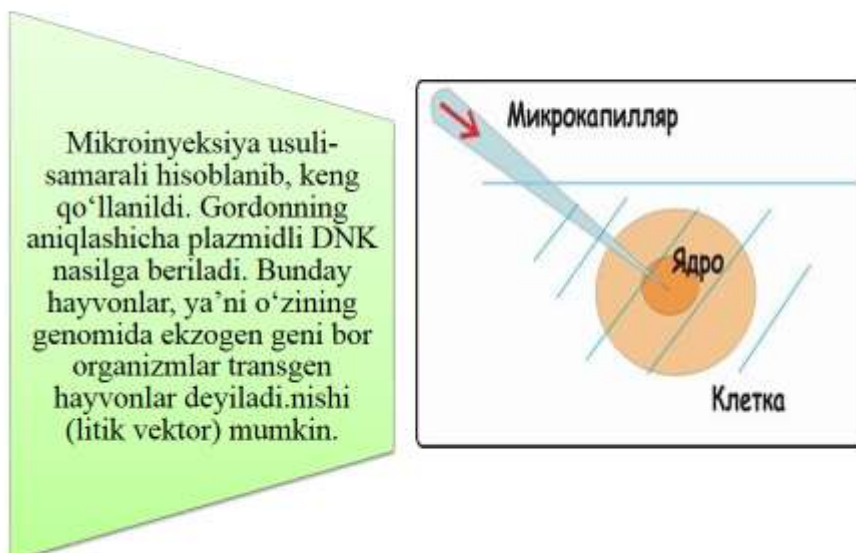 Mikroinyeksiya usuli-
samarali hisoblanib, keng
qo‘llanildi. Gordonning
aniqlashicha plazmidli DNK
nasilga beriladi. Bunday
hayvonlar, ya’ni o‘zining
genomida ekzogen geni bor
organizmlar transgen
hayvonlar deyiladi.nishi
(litik vektor) mumkin.
Микрокапилляр
Ядро
Клетка